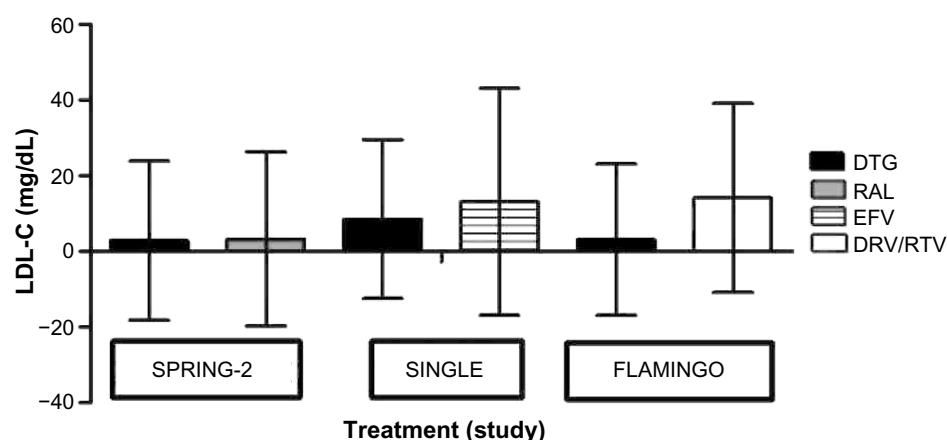 60
40
20
0
−20
−40
LDL-C (mg/dL)
SPRING-2
SINGLE
FLAMINGO
Treatment (study)
DTG
RAL
EFV
DRV/RTV